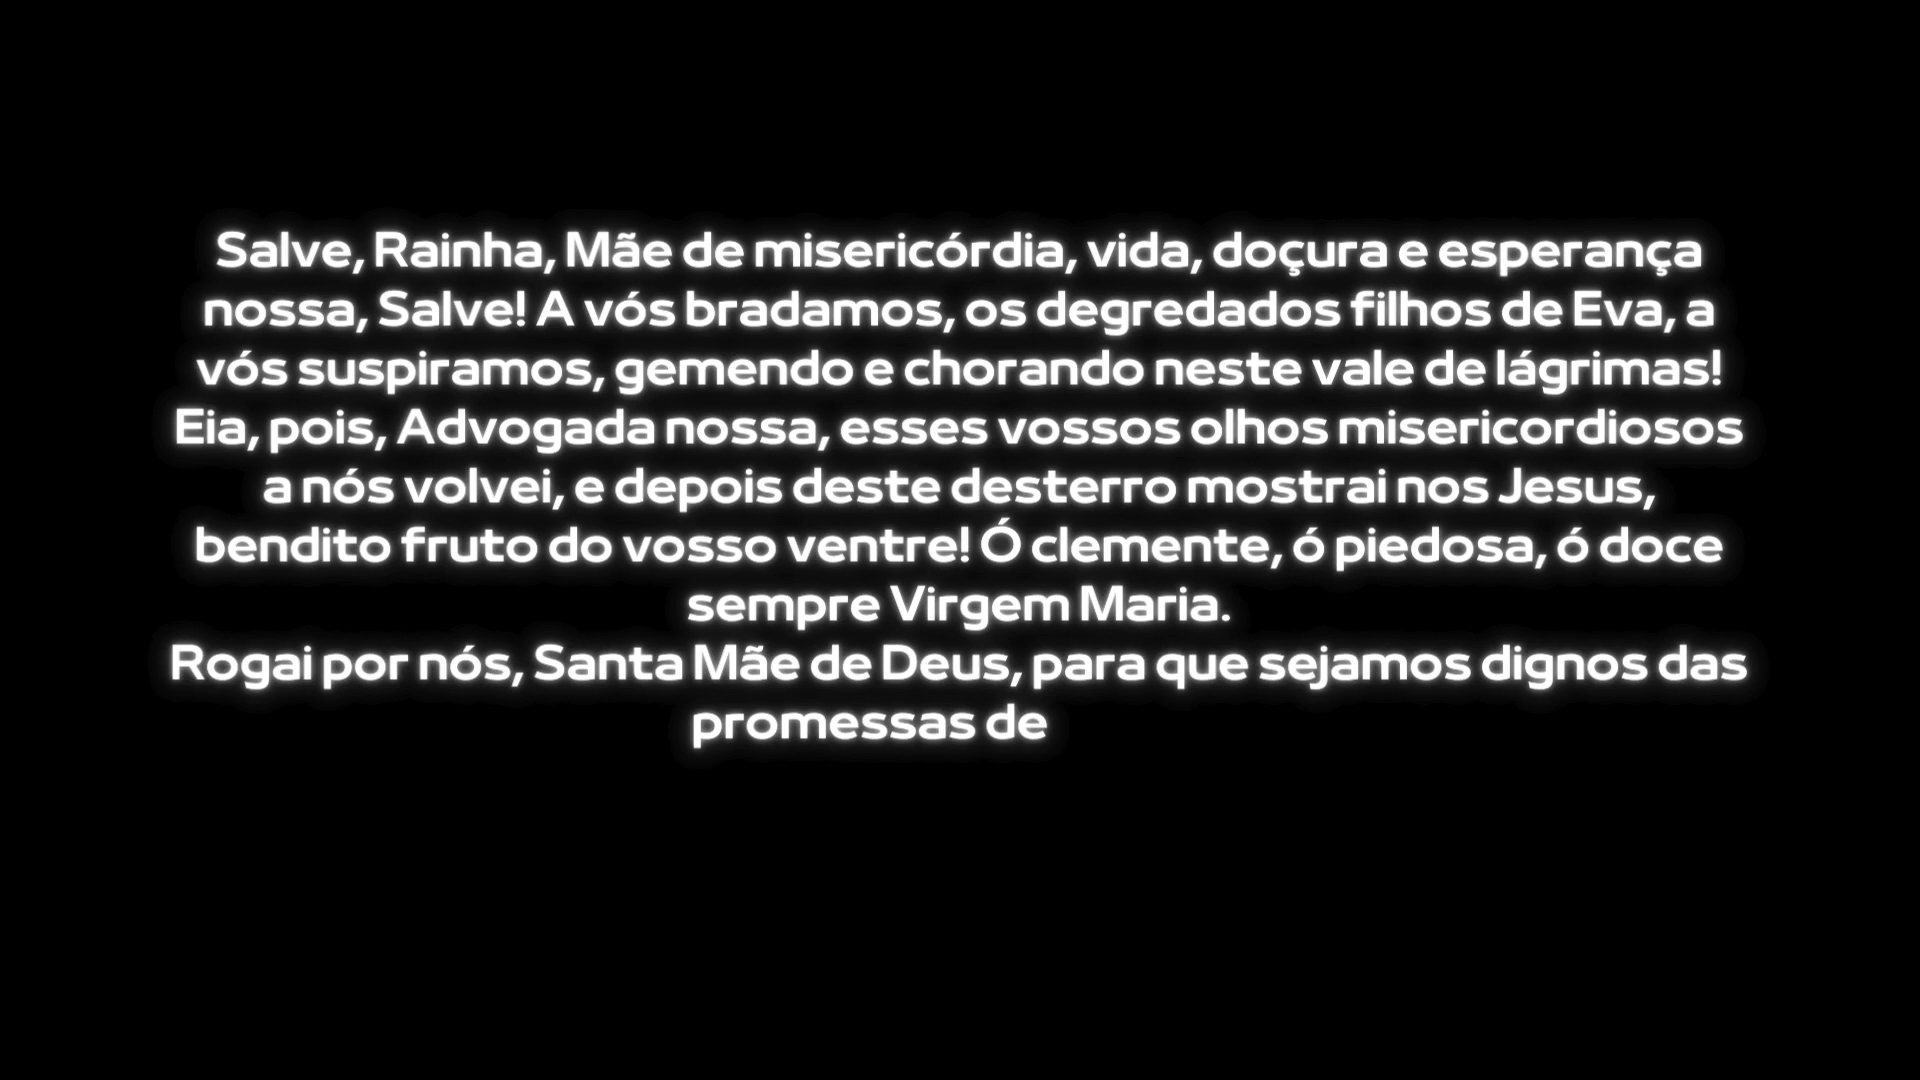 Salve, Rainha, Mãe de misericórdia, vida, doçura e esperança
nossa, Salve! A vós bradamos, os degredados filhos de Eva, a
vós suspiramos, gemendo e chorando neste vale de lágrimas!
Eia, pois, Advogada nossa, esses vossos olhos misericordiosos
a nós volvei, e depois deste desterro mostrai nos Jesus,
bendito fruto do vosso ventre! Ó clemente, ó piedosa, ó doce
sempre Virgem Maria.
Rogai por nós, Santa Mãe de Deus, para que sejamos dignos das
promessas de